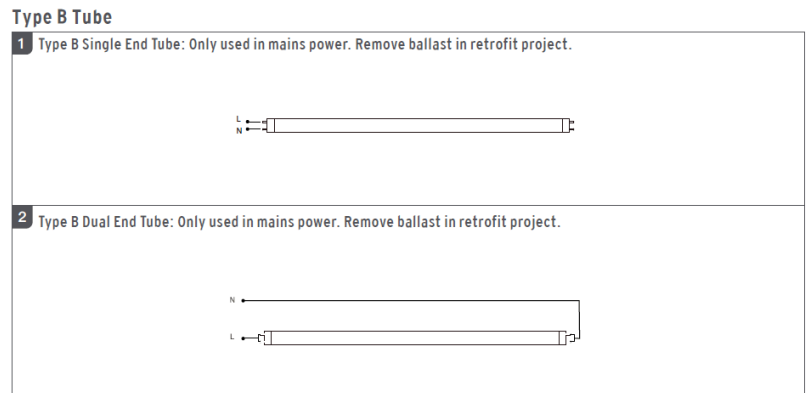 Type B Tube
1 Type B Single End Tube: Only used in mains power. Remove ballast in retrofit project.
L
N
2 Type B Dual End Tube: Only used in mains power. Remove ballast in retrofit project.
N
L